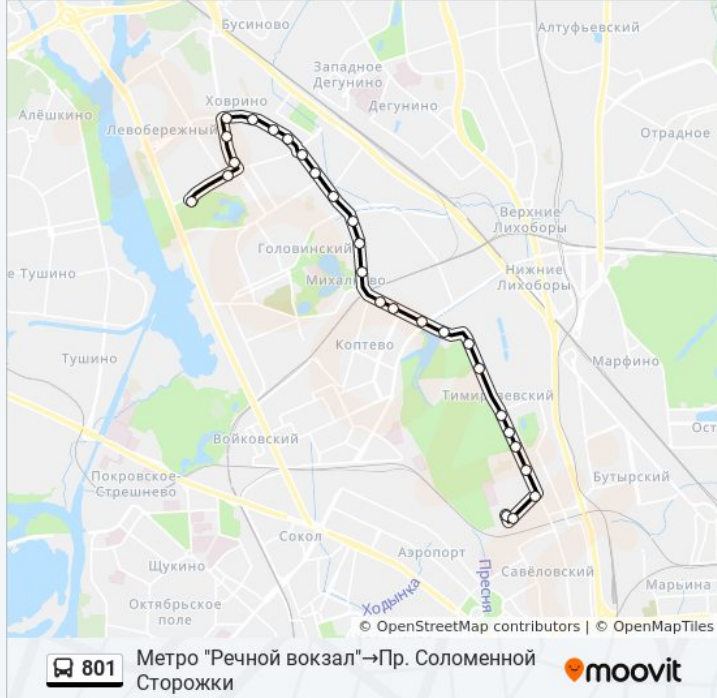 Бусиново
Алтуфьевский
Западное
Дегунино
Ховрино
Дегунино
Алёшкино
Левобережный
Отрадное
Верхние
Лихоборы
Головинский
е Тушино
Нижние
Лихоборы
Михалково
Коптево
Тушино
Марфино
Тимирязевский
Ост
Войковский
Покровское-
Стрешнево
Бутырский
Сокол
Аэропорт
Щукино
Пресня
Савёловский
Марьина
Ходынка
Октябрьское
поле
© OpenStreetMap contributors | © OpenMapTiles
801
Метро "Речной вокзал"→Пр. Соломенной
Сторожки
moovit